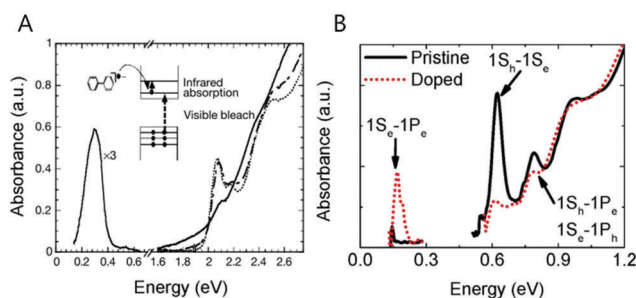 A
B
Absorbance (a.u.)
1
0.8
0.6
0.4
0.2
0
×3
Infrared
absorption
Visible bleach
0.2 0.4 0.6 1.6 1.8 2 2.2 2.4 2.6
Energy (eV)
Absorbance (a.u.)
Pristine
Doped
1Sh-1Se
1Se-1Pe
1Sh-1Pe
1Se-1Ph
0.0 0.3 0.6 0.9 1.2
Energy (eV)